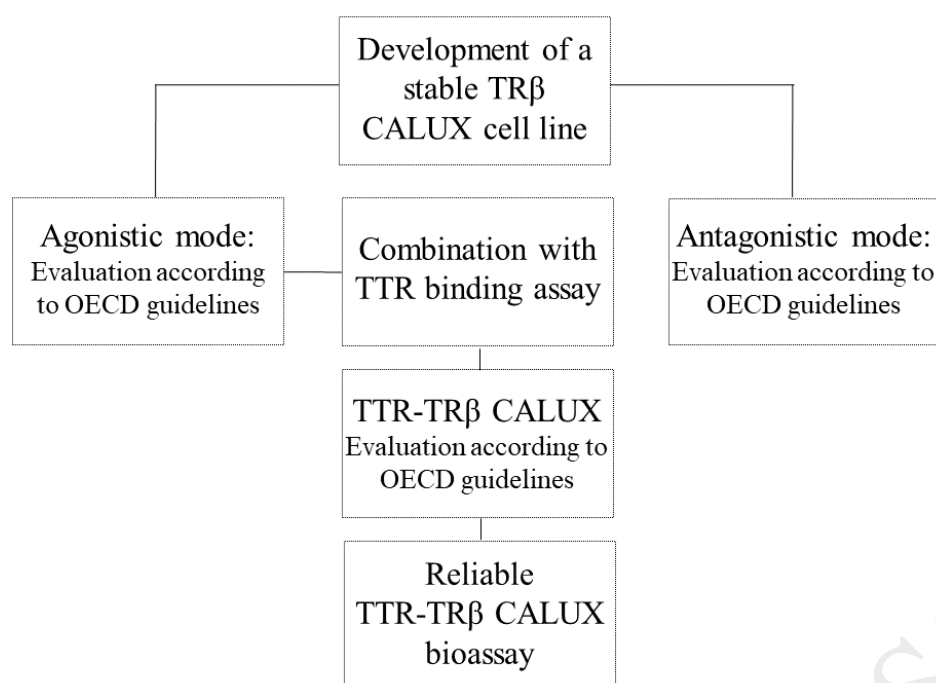 Development of a
stable TRβ
CALUX cell line
Agonistic mode:
Evaluation according
to OECD guidelines
Combination with
TTR binding assay
Antagonistic mode:
Evaluation according to
OECD guidelines
TTR-TRβ CALUX
Evaluation according to
OECD guidelines
Reliable
TTR-TRβ CALUX
bioassay